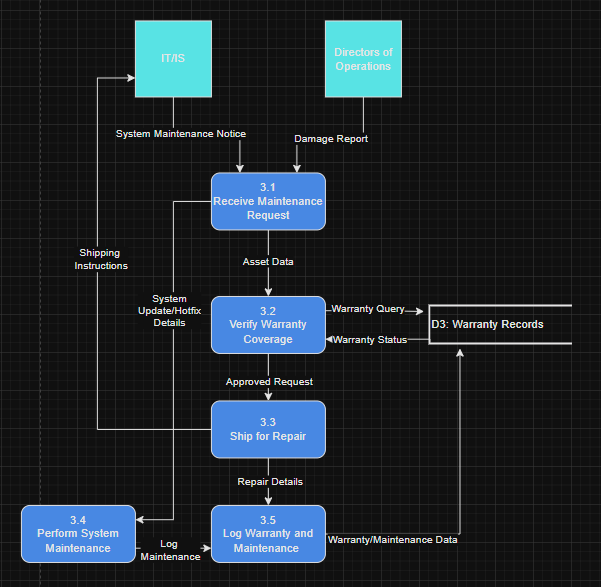 IT/IS
Directors of
Operations
System Maintenance Notice
Damage Report
3.1
Receive Maintenance
Request
Shipping
Instructions
Asset Data
System
Update/Hotfix
Details
3.2
Verify Warranty
Coverage
Warranty Query
D3: Warranty Records
Warranty Status
Approved Request
3.3
Ship for Repair
Repair Details
3.4
Perform System
Maintenance
Log
Maintenance
3.5
Log Warranty and
Maintenance
Warranty/Maintenance Data